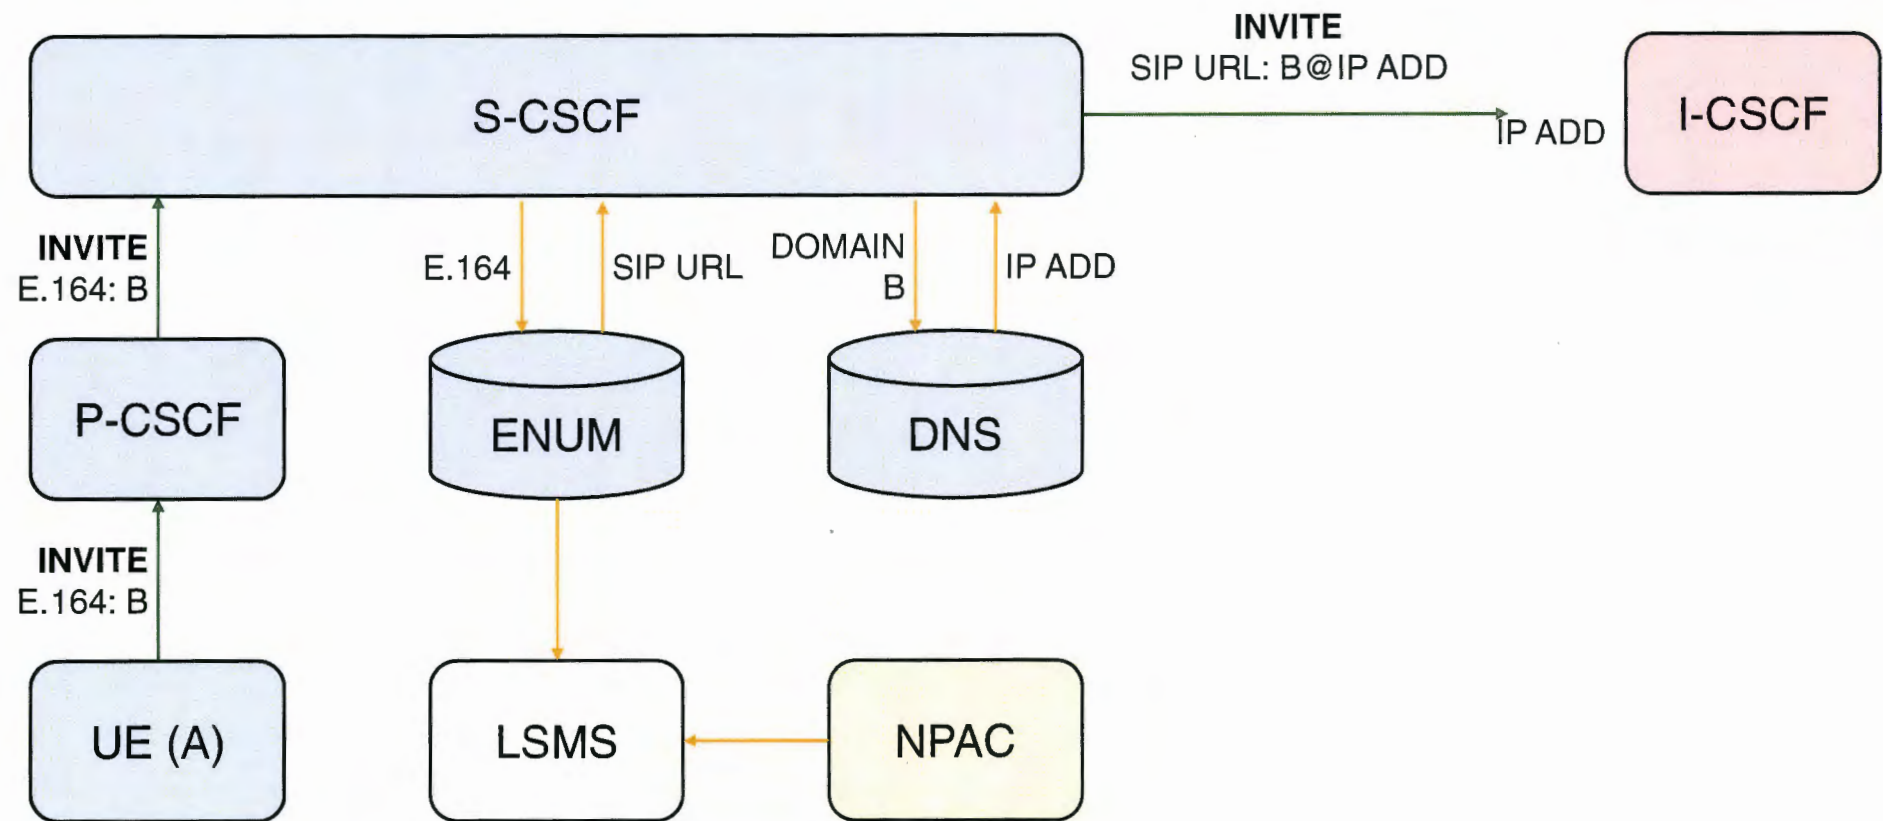 INVITE
SIP URL: B@IP ADD
S-CSCF
IP ADD
I-CSCF
INVITE
E.164: B
E.164
SIP URL
DOMAIN
B
IP ADD
P-CSCF
ENUM
DNS
INVITE
E.164: B
UE (A)
LSMS
NPAC